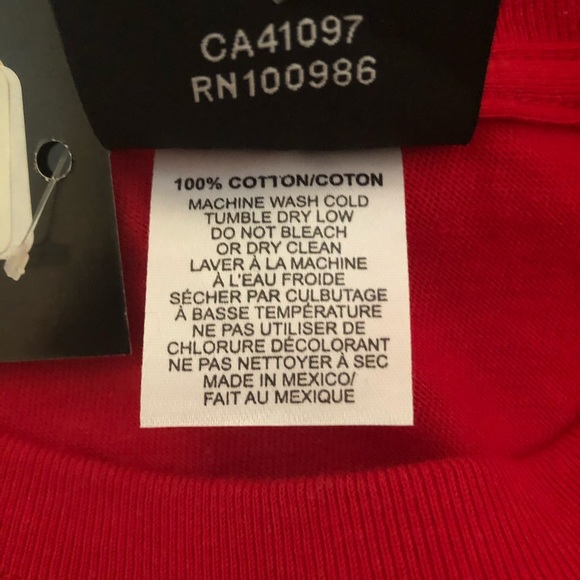 CA41097
RN100986
100% COTTON/COTON
MACHINE WASH COLD
TUMBLE DRY LOW
DO NOT BLEACH
OR DRY CLEAN
LAVER À LA MACHINE
À L'EAU FROIDE
SÉCHER PAR CULBUTAGE
À BASSE TEMPÉRATURE
NE PAS UTILISER DE
CHLORURE DÉCOLORANT
NE PAS NETTOYER À SEC
MADE IN MEXICO/
FAIT AU MEXIQUE